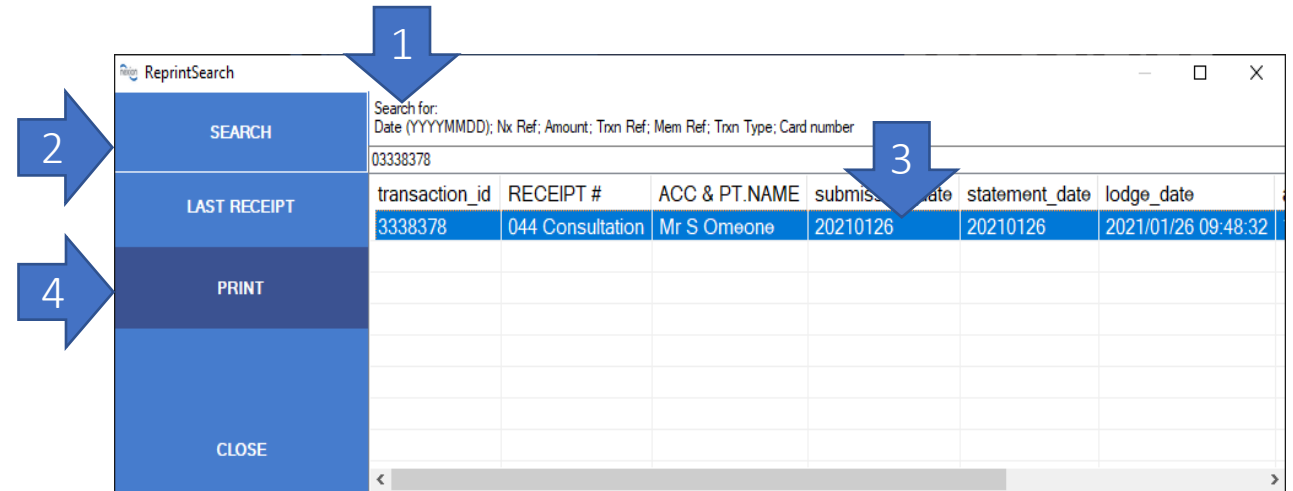 1
nexion ReprintSearch
Search for:
2 SEARCH Date (YYYYMMDD); Nx Ref; Amount; Trxn Ref; Mem Ref; Trxn Type; Card number
3
03338378
LAST RECEIPT transaction_id RECEIPT # ACC & PT.NAME statement_date lodge_date
3338378 044 Consultation Mr S Omeone 20210126 20210126 2021/01/26 09:48:32
4 PRINT
CLOSE